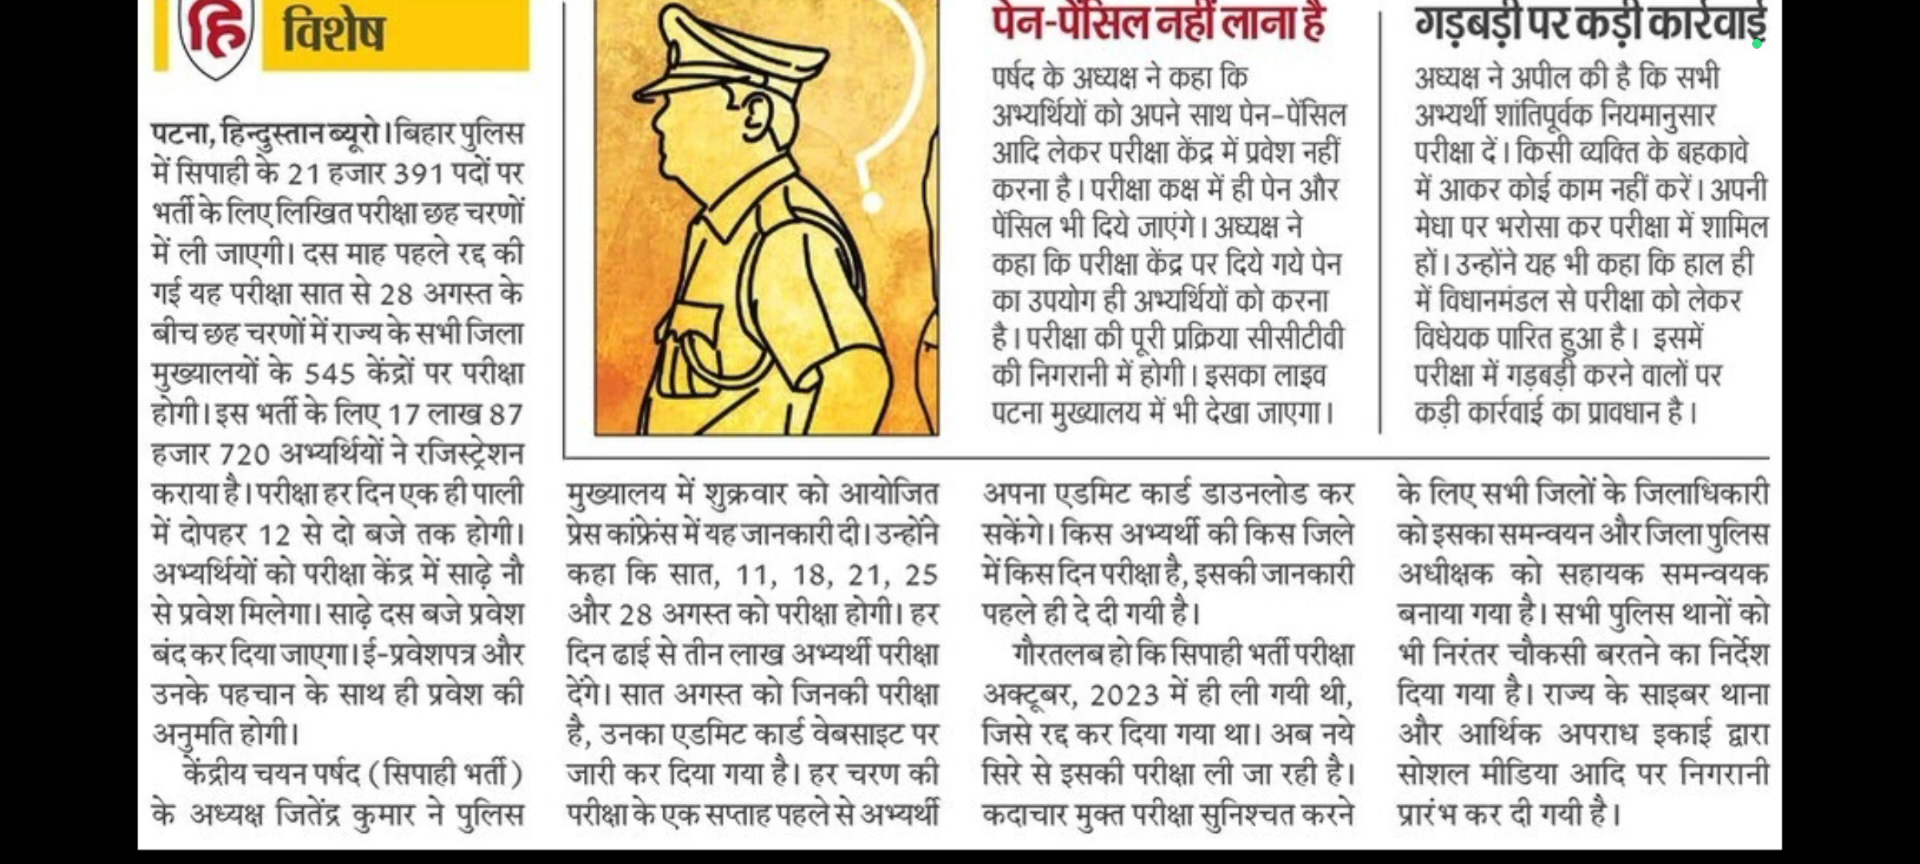 हि
विशेष
पटना, हिन्दुस्तान ब्यूरो। बिहार पुलिस
में सिपाही के 21 हजार 391 पदों पर
भर्ती के लिए लिखित परीक्षा छह चरणों
में ली जाएगी। दस माह पहले रद्द की
गई यह परीक्षा सात से 28 अगस्त के
बीच छह चरणों में राज्य के सभी जिला
मुख्यालयों के 545 केंद्रों पर परीक्षा
होगी। इस भर्ती के लिए 17 लाख 87
हजार 720 अभ्यर्थियों ने रजिस्ट्रेशन
कराया है। परीक्षा हर दिन एक ही पाली
में दोपहर 12 से दो बजे तक होगी।
अभ्यर्थियों को परीक्षा केंद्र में साढ़े नौ
से प्रवेश मिलेगा। साढ़े दस बजे प्रवेश
बंद कर दिया जाएगा। ई-प्रवेशपत्र और
उनके पहचान के साथ ही प्रवेश की
अनुमति होगी।
केंद्रीय चयन पर्षद (सिपाही भर्ती)
के अध्यक्ष जितेंद्र कुमार ने पुलिस
मुख्यालय में शुक्रवार को आयोजित
प्रेस कांफ्रेंस में यह जानकारी दी। उन्होंने
कहा कि सात, 11, 18, 21, 25
और 28 अगस्त को परीक्षा होगी। हर
दिन ढाई से तीन लाख अभ्यर्थी परीक्षा
देंगे। सात अगस्त को जिनकी परीक्षा
है, उनका एडमिट कार्ड वेबसाइट पर
जारी कर दिया गया है। हर चरण की
परीक्षा के एक सप्ताह पहले से अभ्यर्थी
अपना एडमिट कार्ड डाउनलोड कर
सकेंगे। किस अभ्यर्थी की किस जिले
में किस दिन परीक्षा है, इसकी जानकारी
पहले ही दे दी गयी है।
गौरतलब हो कि सिपाही भर्ती परीक्षा
अक्टूबर, 2023 में ही ली गयी थी,
जिसे रद्द कर दिया गया था। अब नये
सिरे से इसकी परीक्षा ली जा रही है।
कदाचार मुक्त परीक्षा सुनिश्चत करने
के लिए सभी जिलों के जिलाधिकारी
को इसका समन्वयन और जिला पुलिस
अधीक्षक को सहायक समन्वयक
बनाया गया है। सभी पुलिस थानों को
भी निरंतर चौकसी बरतने का निर्देश
दिया गया है। राज्य के साइबर थाना
और आर्थिक अपराध इकाई द्वारा
सोशल मीडिया आदि पर निगरानी
प्रारंभ कर दी गयी है।
पेन-पेंसिल नहीं लाना है
पर्षद के अध्यक्ष ने कहा कि
अभ्यर्थियों को अपने साथ पेन-पेंसिल
आदि लेकर परीक्षा केंद्र में प्रवेश नहीं
करना है। परीक्षा कक्ष में ही पेन और
पेंसिल भी दिये जाएंगे। अध्यक्ष ने
कहा कि परीक्षा केंद्र पर दिये गये पेन
का उपयोग ही अभ्यर्थियों को करना
है। परीक्षा की पूरी प्रक्रिया सीसीटीवी
की निगरानी में होगी। इसका लाइव
पटना मुख्यालय में भी देखा जाएगा।
गड़बड़ी पर कड़ी कार्रवाई
अध्यक्ष ने अपील की है कि सभी
अभ्यर्थी शांतिपूर्वक नियमानुसार
परीक्षा दें। किसी व्यक्ति के बहकावे
में आकर कोई काम नहीं करें। अपनी
मेधा पर भरोसा कर परीक्षा में शामिल
हों। उन्होंने यह भी कहा कि हाल ही
में विधानमंडल से परीक्षा को लेकर
विधेयक पारित हुआ है। इसमें
परीक्षा में गड़बड़ी करने वालों पर
कड़ी कार्रवाई का प्रावधान है।